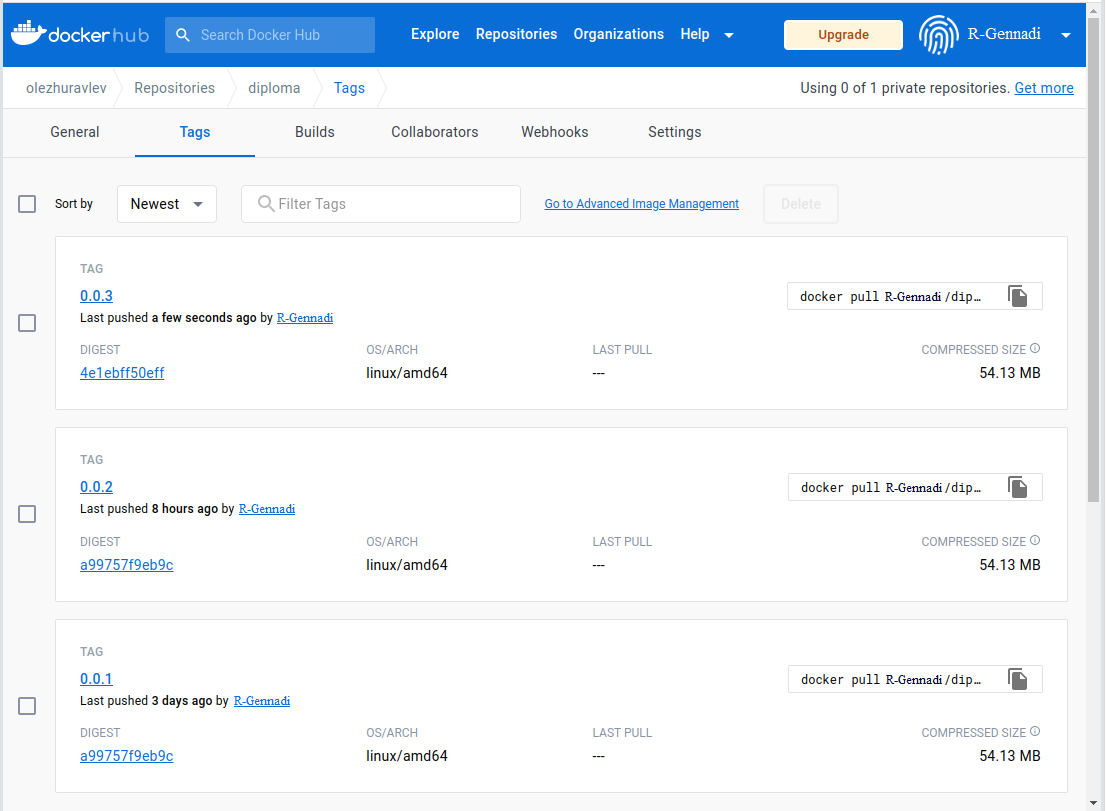 docker hub Search Docker Hub Explore Repositories Organizations Help Upgrade R-Gennadi
olezhuravlev Repositories diploma Tags Using 0 of 1 private repositories. Get more
General Tags Builds Collaborators Webhooks Settings
Sort by Newest Filter Tags Go to Advanced Image Management Delete
TAG
0.0.3 docker pull R-Gennadi /dip…
Last pushed a few seconds ago by R-Gennadi
DIGEST OS/ARCH LAST PULL COMPRESSED SIZE
4e1ebff50eff linux/amd64 --- 54.13 MB
TAG
0.0.2 docker pull R-Gennadi /dip…
Last pushed 8 hours ago by R-Gennadi
DIGEST OS/ARCH LAST PULL COMPRESSED SIZE
a99757f9eb9c linux/amd64 --- 54.13 MB
TAG
0.0.1 docker pull R-Gennadi /dip…
Last pushed 3 days ago by R-Gennadi
DIGEST OS/ARCH LAST PULL COMPRESSED SIZE
a99757f9eb9c linux/amd64 --- 54.13 MB